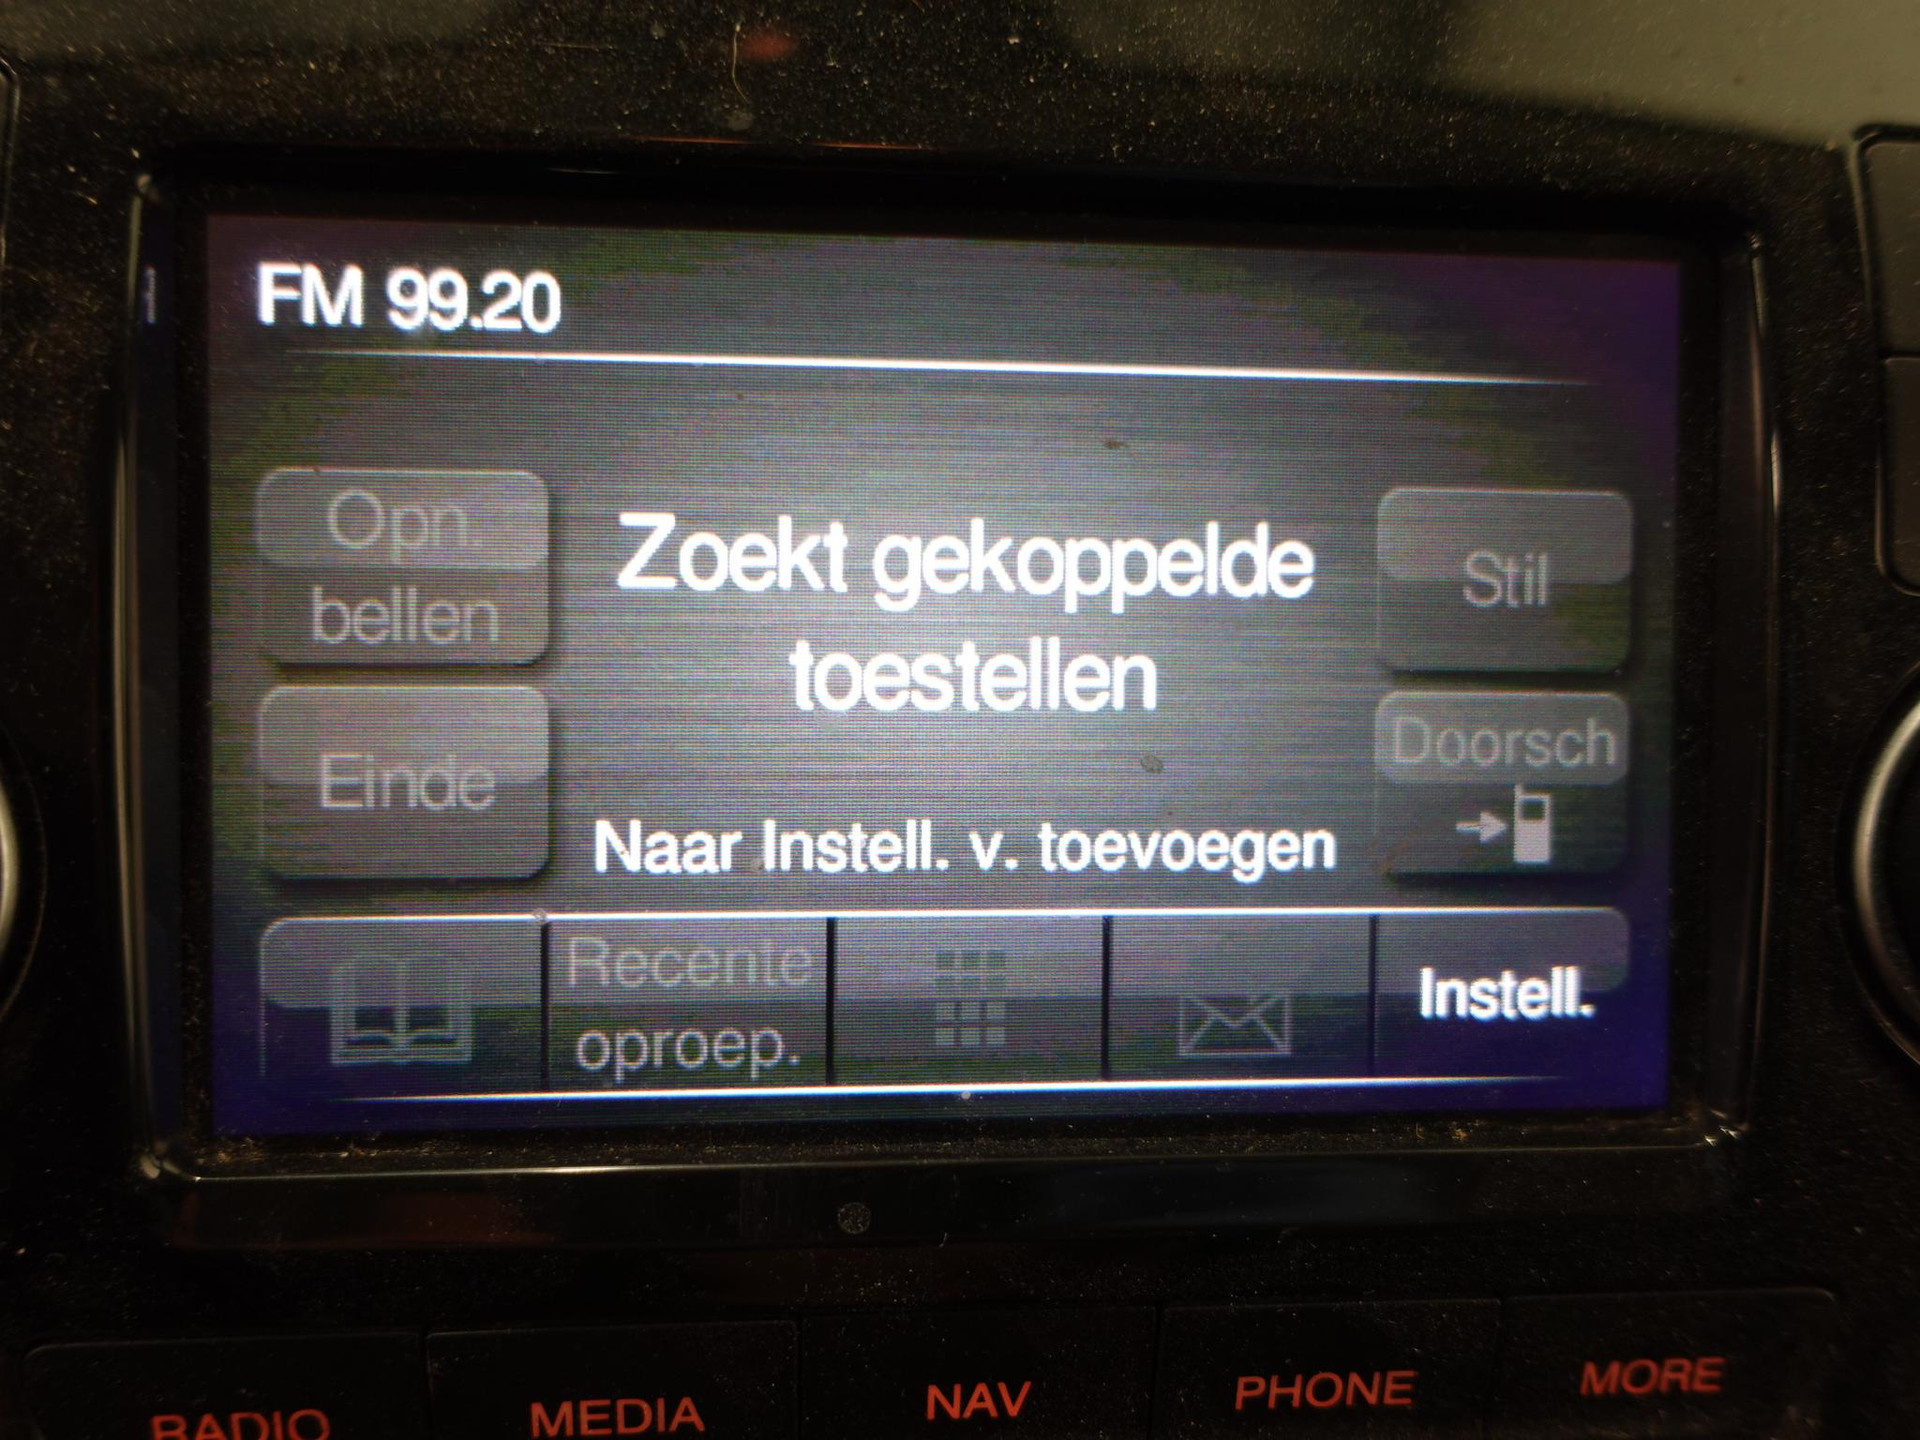 FM 99.20
Opn.
bellen
Zoekt gekoppelde
toestellen
Stil
Einde
Doorsch
Naar Instell. v. toevoegen
Recente
oproep.
Instell.
RADIO
MEDIA
NAV
PHONE
MORE